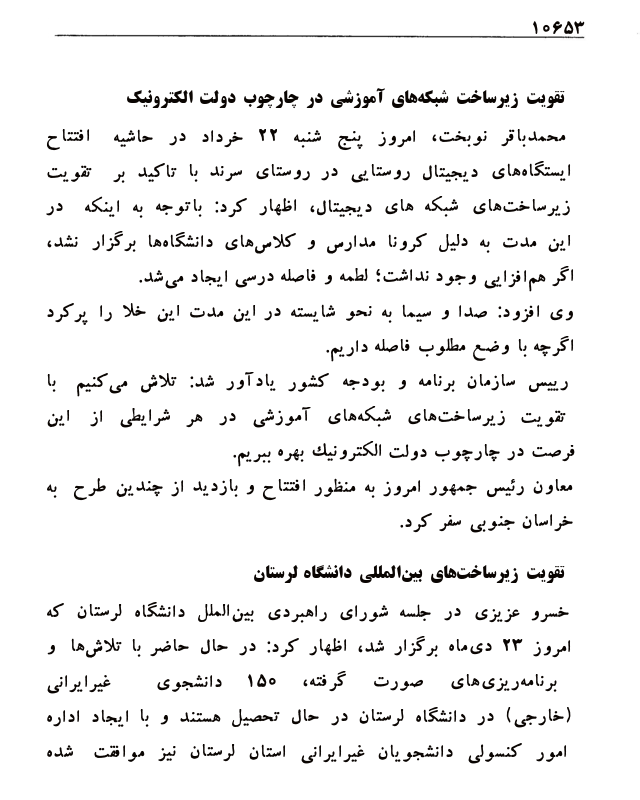 ۱۰۶۵۳
تقویت زیرساخت شبکه‌های آموزشی در چارچوب دولت الکترونیک
محمدباقر نوبخت، امروز پنج شنبه ۲۲ خرداد در حاشیه افتتاح
ایستگاه‌های دیجیتال روستایی در روستای سرند با تاکید بر تقویت
زیرساخت‌های شبکه های دیجیتال، اظهار کرد: باتوجه به اینکه در
این مدت به دلیل کرونا مدارس و کلاس‌های دانشگاه‌ها برگزار نشد،
اگر هم‌افزایی وجود نداشت؛ لطمه و فاصله درسی ایجاد می‌شد.
وی افزود: صدا و سیما به نحو شایسته در این مدت این خلا را پرکرد
اگرچه با وضع مطلوب فاصله داریم.
رییس سازمان برنامه و بودجه کشور یادآور شد: تلاش می‌کنیم با
تقویت زیرساخت‌های شبکه‌های آموزشی در هر شرایطی از این
فرصت در چارچوب دولت الکترونیك بهره ببریم.
معاون رئیس جمهور امروز به منظور افتتاح و بازدید از چندین طرح به
خراسان جنوبی سفر کرد.
تقویت زیرساخت‌های بین‌المللی دانشگاه لرستان
خسرو عزیزی در جلسه شورای راهبردی بین‌الملل دانشگاه لرستان که
امروز ۲۳ دی‌ماه برگزار شد، اظهار کرد: در حال حاضر با تلاش‌ها و
برنامه‌ریزی‌های صورت گرفته، ۱۵۰ دانشجوی غیرایرانی
(خارجی) در دانشگاه لرستان در حال تحصیل هستند و با ایجاد اداره
امور کنسولی دانشجویان غیرایرانی استان لرستان نیز موافقت شده